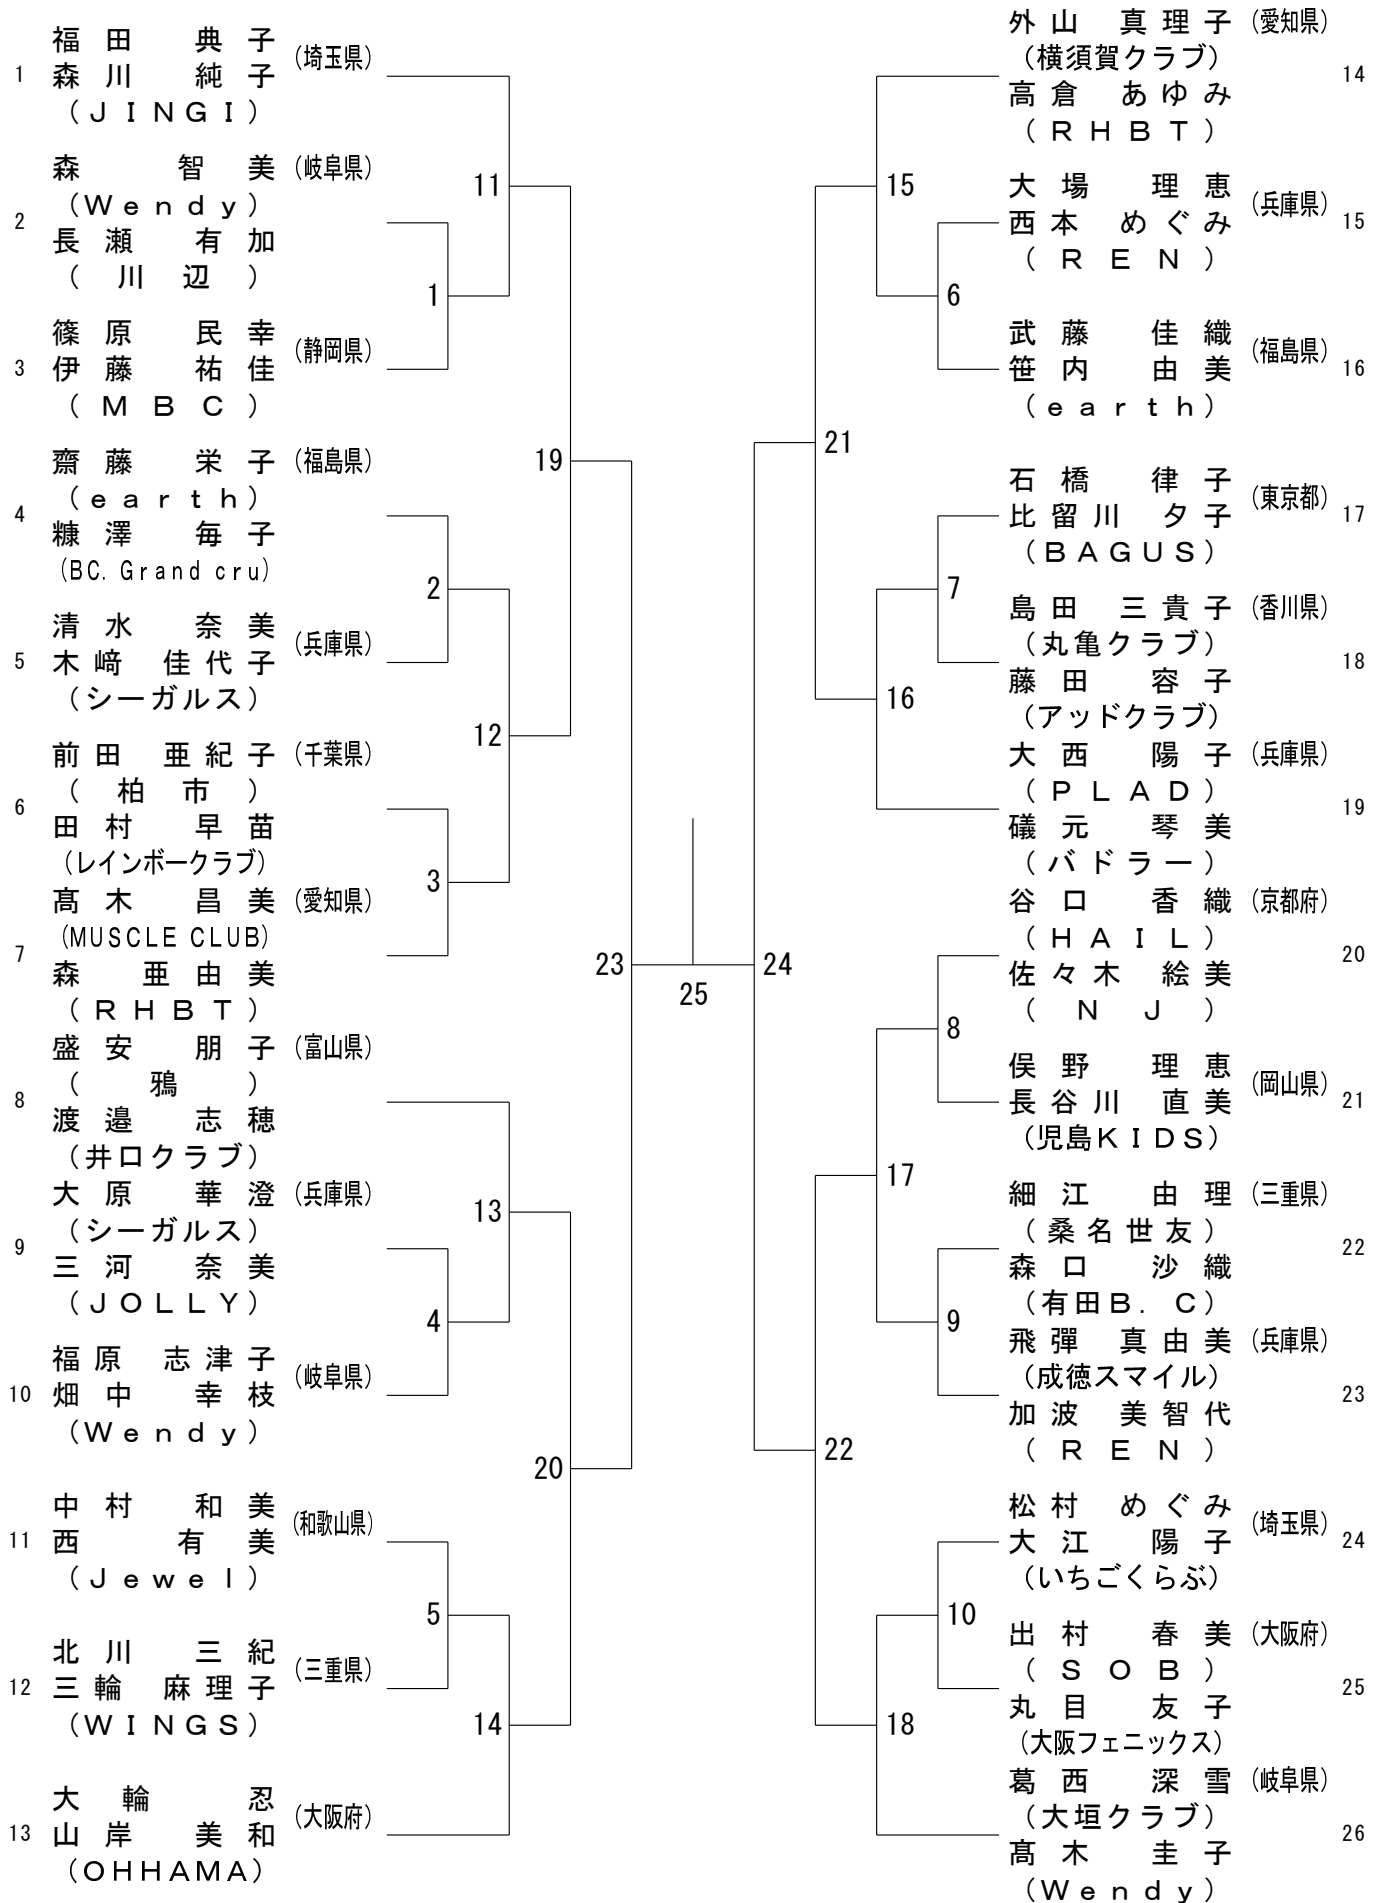 福田 典子 (埼玉県)
1 森川 純子
(ＪＩＮＧＩ)
森 智美 (岐阜県)
(Ｗｅｎｄｙ)
2
長瀬 有加
(川辺)
篠原 民幸 (静岡県)
3 伊藤 祐佳
(ＭＢＣ)
齋藤 栄子 (福島県)
(ｅａｒｔｈ)
4
糠澤 毎子
(BC. Grand cru)
清水 奈美 (兵庫県)
5 木﨑 佳代子
(シーガルス)
前田 亜紀子 (千葉県)
(柏市)
6
田村 早苗
(レインボークラブ)
髙木 昌美 (愛知県)
(MUSCLE CLUB)
7
森 亜由美
(ＲＨＢＴ)
盛安 朋子 (富山県)
(鴉)
8
渡邉 志穂
(井口クラブ)
大原 華澄 (兵庫県)
(シーガルス)
9
三河 奈美
(ＪＯＬＬＹ)
福原 志津子 (岐阜県)
10 畑中 幸枝
(Ｗｅｎｄｙ)
中村 和美 (和歌山県)
11 西 有美
(Ｊｅｗｅｌ)
北川 三紀 (三重県)
12 三輪 麻理子
(ＷＩＮＧＳ)
大輪 忍 (大阪府)
13 山岸 美和
(ＯＨＨＡＭＡ)
11
1
19
2
12
3
23
13
4
20
5
14
25
24
15
6
21
7
16
8
17
9
22
10
18
外山 真理子 (愛知県)
(横須賀クラブ)
14
高倉 あゆみ
(ＲＨＢＴ)
大場 理恵 (兵庫県)
西本 めぐみ 15
(ＲＥＮ)
武藤 佳織 (福島県)
笹内 由美 16
(ｅａｒｔｈ)
石橋 律子 (東京都)
比留川 夕子 17
(ＢＡＧＵＳ)
島田 三貴子 (香川県)
(丸亀クラブ)
18
藤田 容子
(アッドクラブ)
大西 陽子 (兵庫県)
(ＰＬＡＤ)
19
礒元 琴美
(バドラー)
谷口 香織 (京都府)
(ＨＡＩＬ)
20
佐々木 絵美
(ＮＪ)
俣野 理恵 (岡山県)
長谷川 直美 21
(児島ＫＩＤＳ)
細江 由理 (三重県)
(桑名世友)
22
森口 沙織
(有田Ｂ．Ｃ)
飛彈 真由美 (兵庫県)
(成徳スマイル)
23
加波 美智代
(ＲＥＮ)
松村 めぐみ (埼玉県)
大江 陽子 24
(いちごくらぶ)
出村 春美 (大阪府)
(ＳＯＢ)
25
丸目 友子
(大阪フェニックス)
葛西 深雪 (岐阜県)
(大垣クラブ)
26
髙木 圭子
(Ｗｅｎｄｙ)